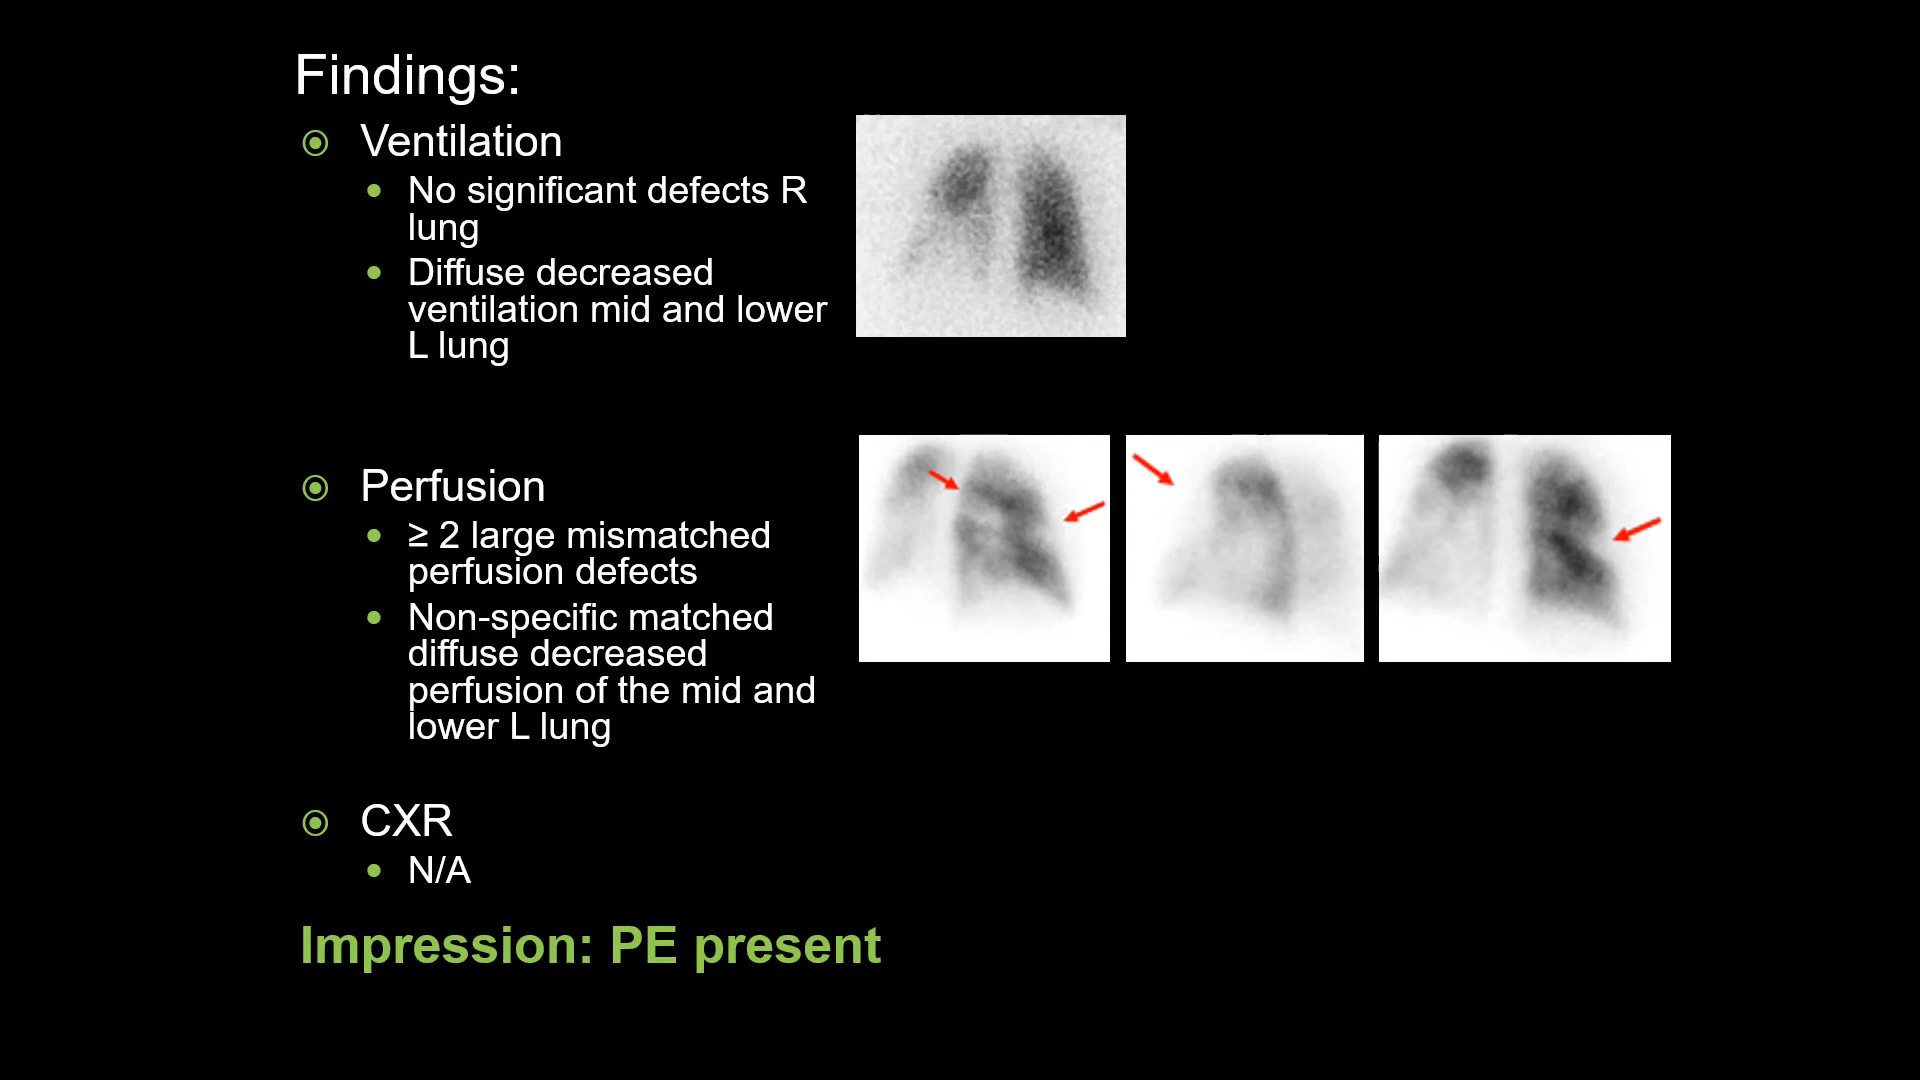 Findings:
Ventilation
No significant defects R
lung
Diffuse decreased
ventilation mid and lower
L lung
Perfusion
≥ 2 large mismatched
perfusion defects
Non-specific matched
diffuse decreased
perfusion of the mid and
lower L lung
CXR
N/A
Impression: PE present